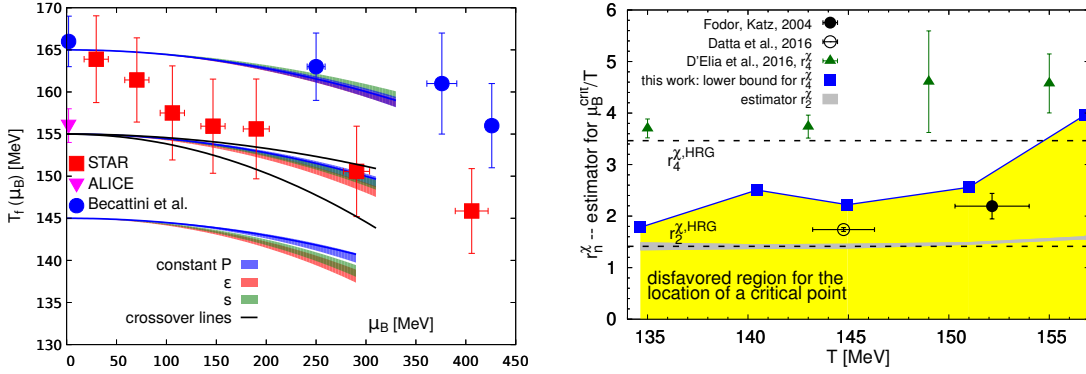 170
165
160
155
150
145
140
135
130
T_f (μ_B) [MeV]
STAR
ALICE
Becattini et al.
constant P
ε
s
crossover lines
μ_B [MeV]
0 50 100 150 200 250 300 350 400 450
6
5
4
3
2
1
0
r_n^χ -- estimator for μ_B^crit/T
Fodor, Katz, 2004
Datta et al., 2016
D'Elia et al., 2016, r_4^χ
this work: lower bound for r_4^χ
estimator r_2^χ
r_4^χ,HRG
r_2^χ,HRG
disfavored region for the
location of a critical point
135 140 145 150 155
T [MeV]